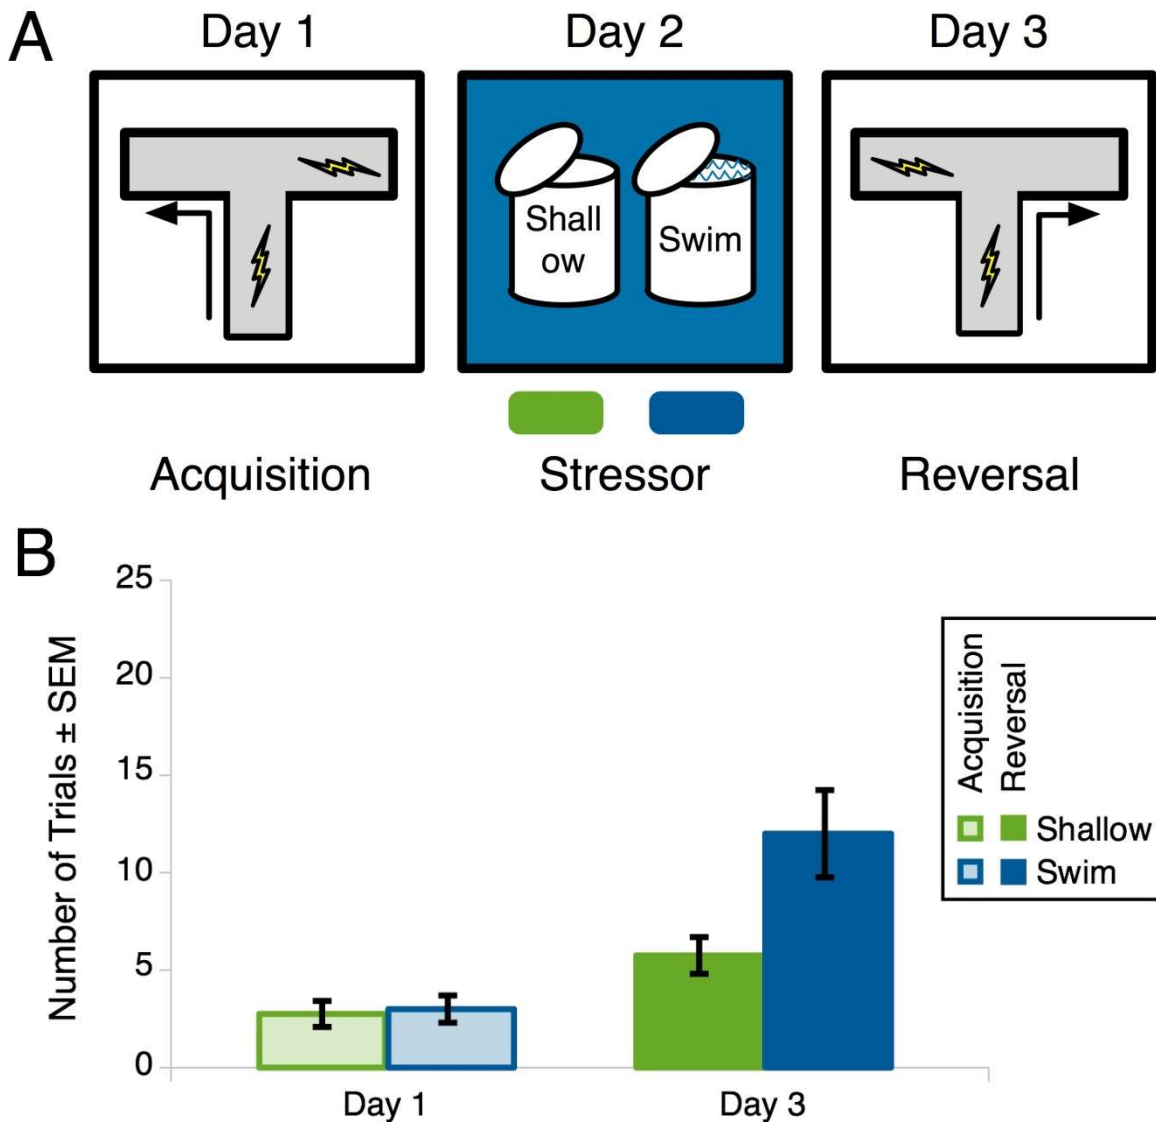 A
Day 1
Day 2
Day 3
Shall
ow
Swim
Acquisition
Stressor
Reversal
B
Number of Trials ± SEM
25
20
15
10
5
0
Day 1
Day 3
Acquisition
Reversal
Shallow
Swim